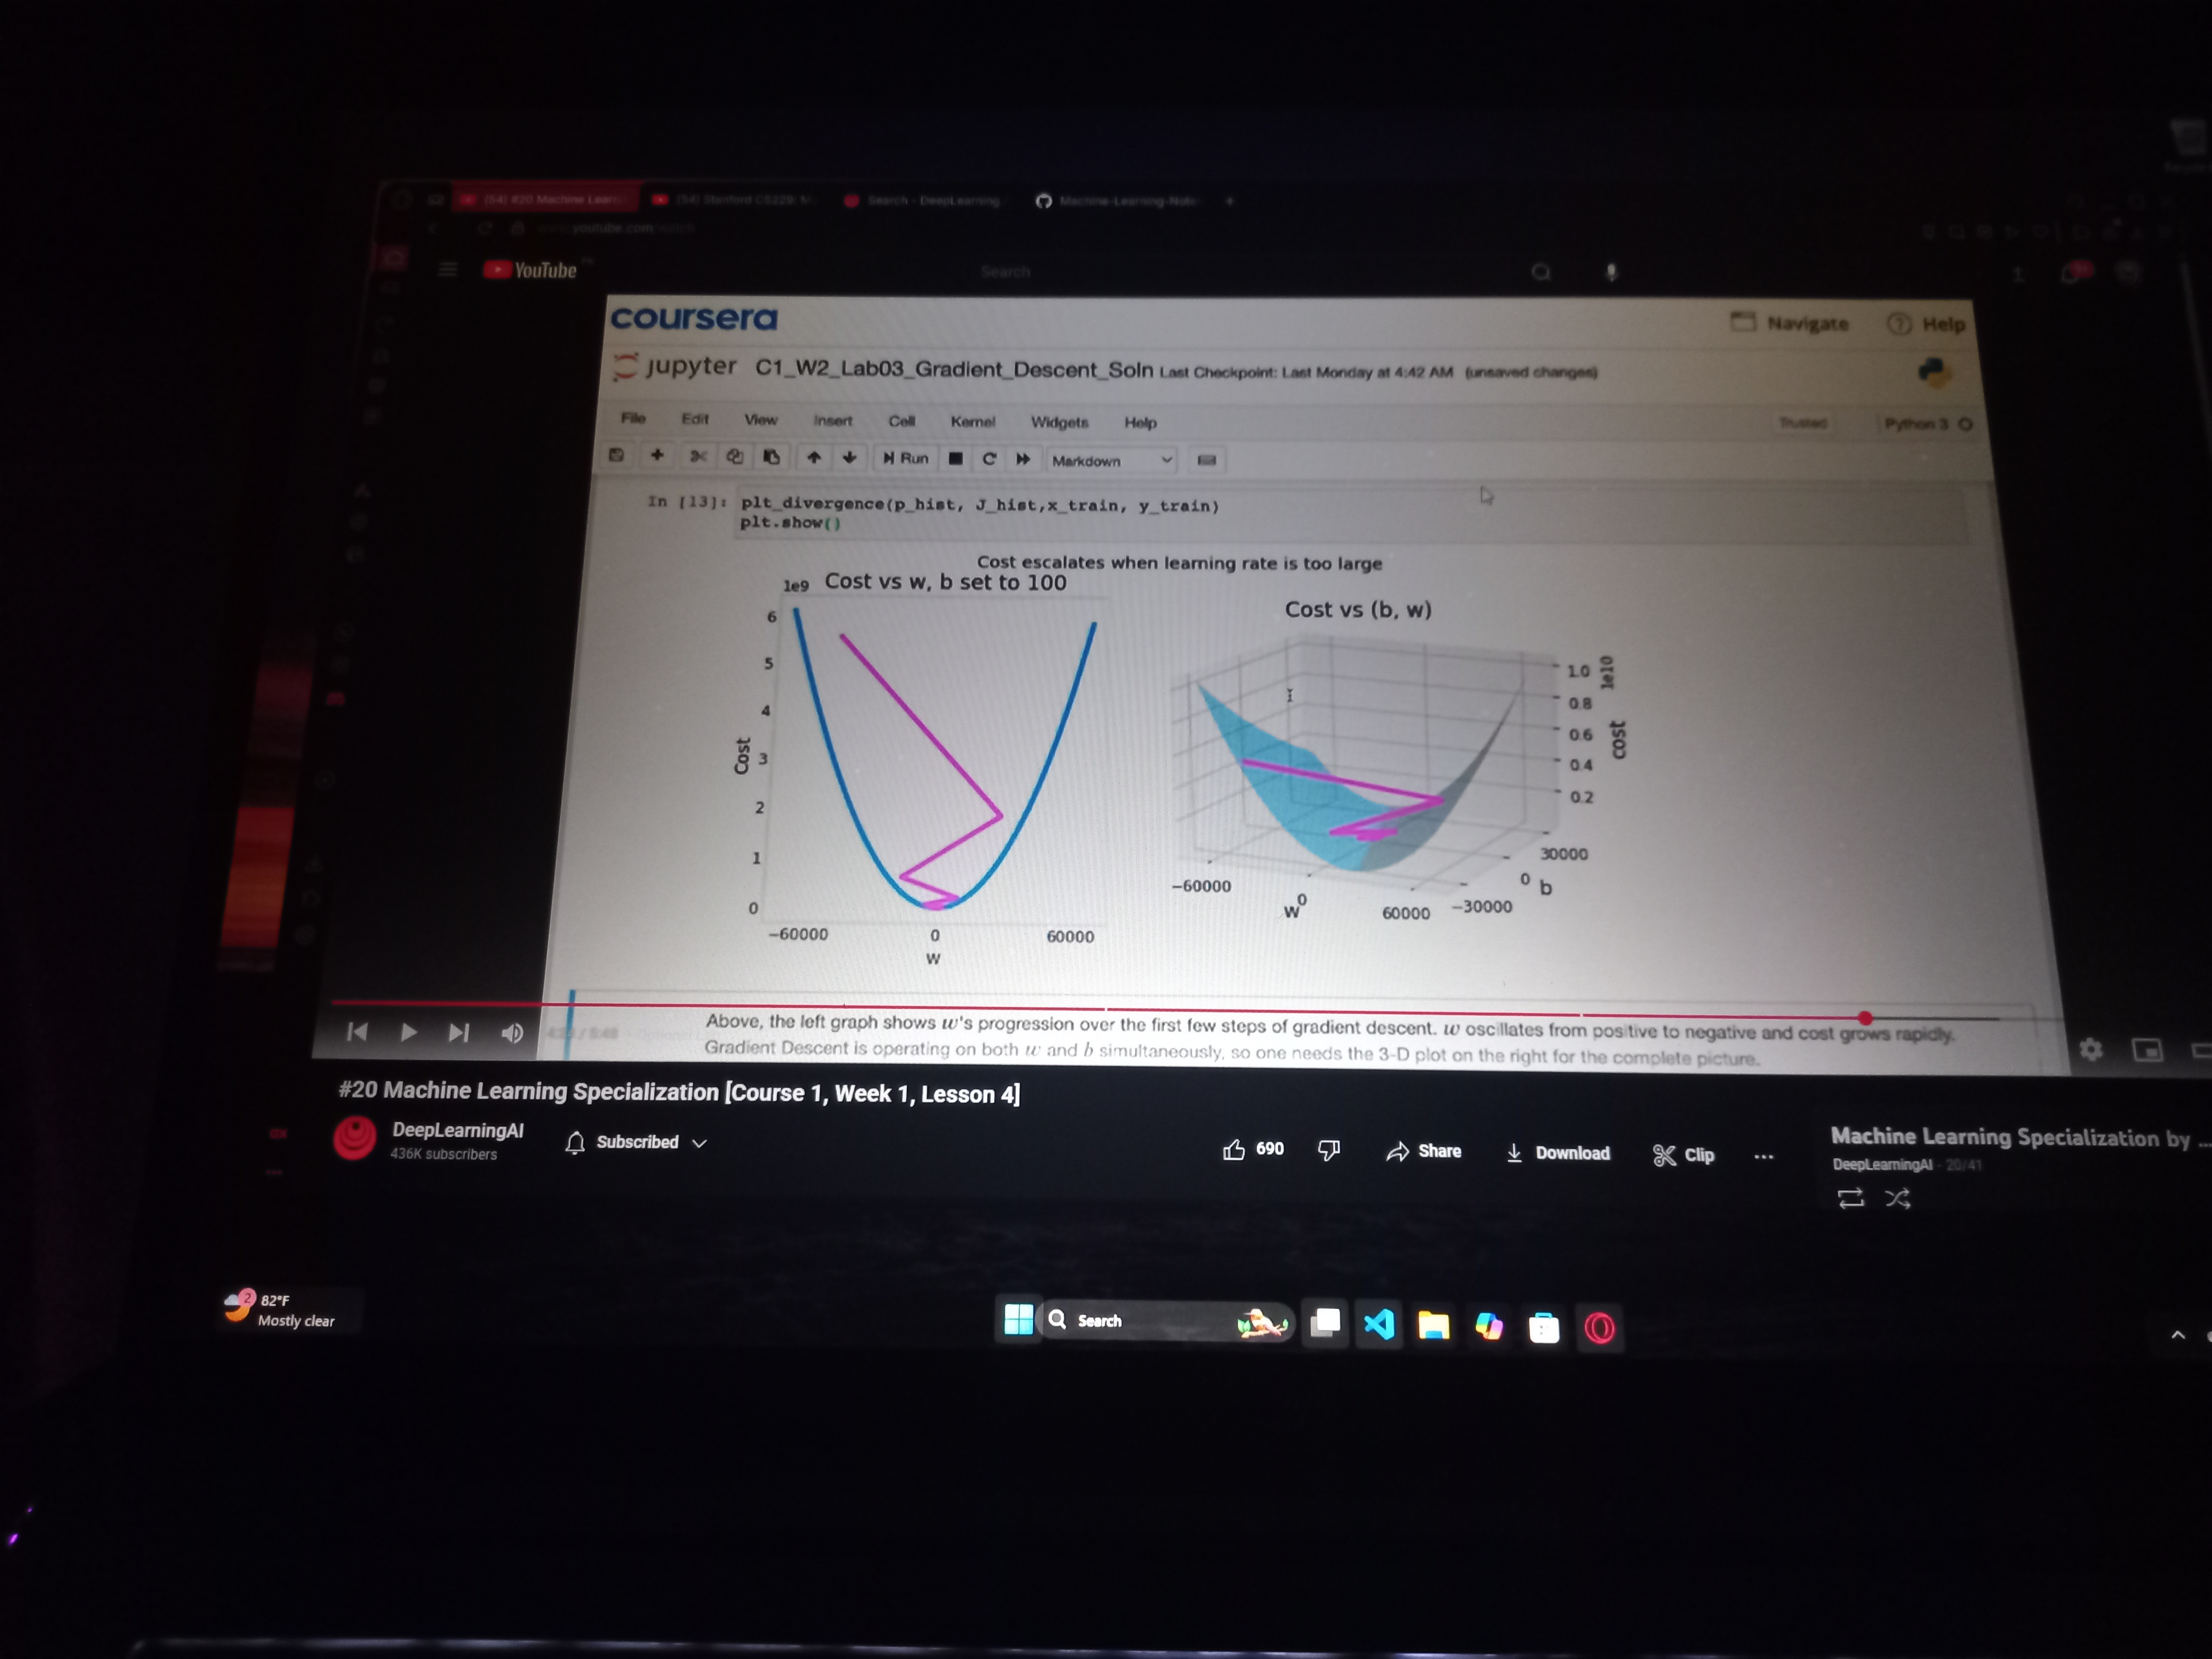 (54) #20 Machine Learn
(54) Stanford CS229: M
Search - DeepLearning
Machine-Learning-Note
www.youtube.com/watch
YouTube
Search
coursera
Navigate
Help
jupyter C1_W2_Lab03_Gradient_Descent_Soln Last Checkpoint: Last Monday at 4:42 AM (unsaved changes)
File Edit View Insert Cell Kernel Widgets Help
Trusted
Python 3
Run
Markdown
In [13]: plt_divergence(p_hist, J_hist,x_train, y_train)
plt.show()
Cost escalates when learning rate is too large
1e9 Cost vs w, b set to 100
6
5
4
3
2
1
0
Cost
-60000 0 60000
w
Cost vs (b, w)
1e10
1.0
0.8
0.6
0.4
0.2
cost
30000
0
-30000
b
-60000
0
60000
w
Above, the left graph shows w's progression over the first few steps of gradient descent. w oscillates from positive to negative and cost grows rapidly.
Gradient Descent is operating on both w and b simultaneously, so one needs the 3-D plot on the right for the complete picture.
#20 Machine Learning Specialization [Course 1, Week 1, Lesson 4]
DeepLearningAI
436K subscribers
Subscribed
690
Share
Download
Clip
Machine Learning Specialization by ...
DeepLearningAI - 20/41
2
82°F
Mostly clear
Search